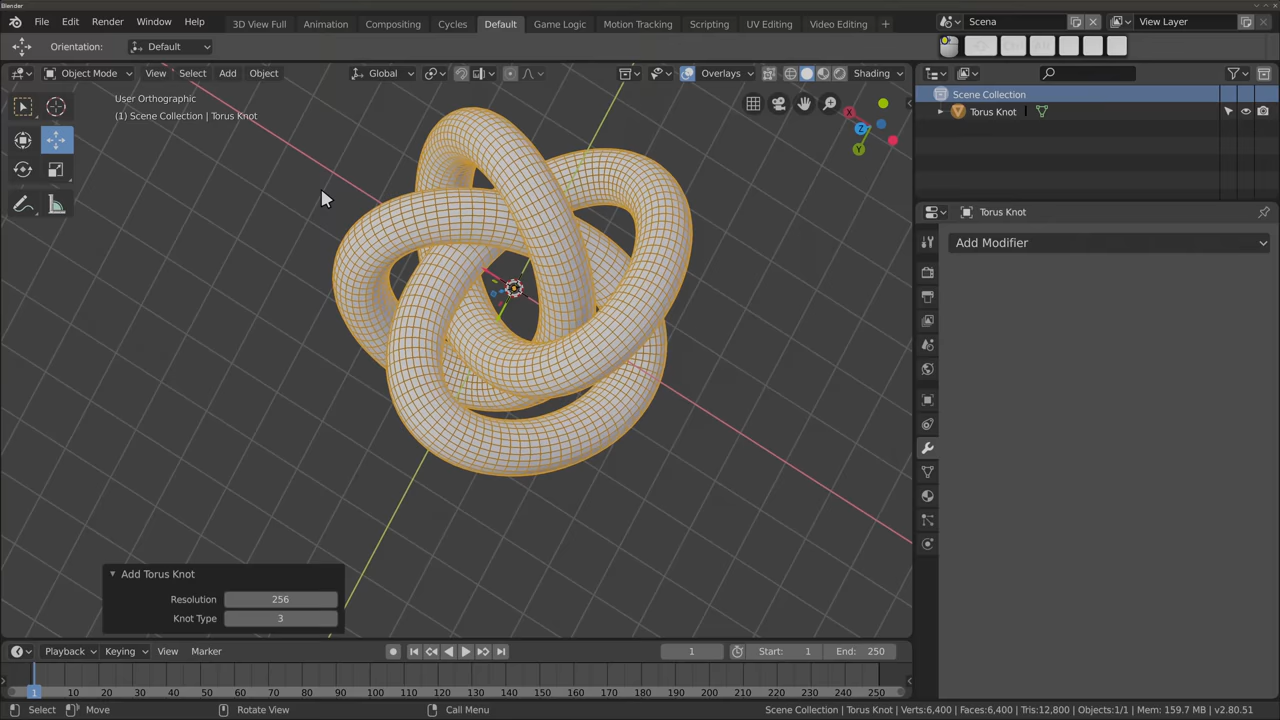 Blender
File Edit Render Window Help
3D View Full Animation Compositing Cycles Default Game Logic Motion Tracking Scripting UV Editing Video Editing +
Scena
View Layer
Orientation: Default
Object Mode View Select Add Object
Global
Overlays
Shading
User Orthographic
(1) Scene Collection | Torus Knot
X
Z
Y
Scene Collection
Torus Knot
Torus Knot
Add Modifier
Add Torus Knot
Resolution 256
Knot Type 3
Playback Keying View Marker
1
Start: 1
End: 250
1 10 20 30 40 50 60 70 80 90 100 110 120 130 140 150 160 170 180 190 200 210 220 230 240 250
Select Move Rotate View Call Menu
Scene Collection | Torus Knot | Verts:6,400 | Faces:6,400 | Tris:12,800 | Objects:1/1 | Mem: 159.7 MB | v2.80.51